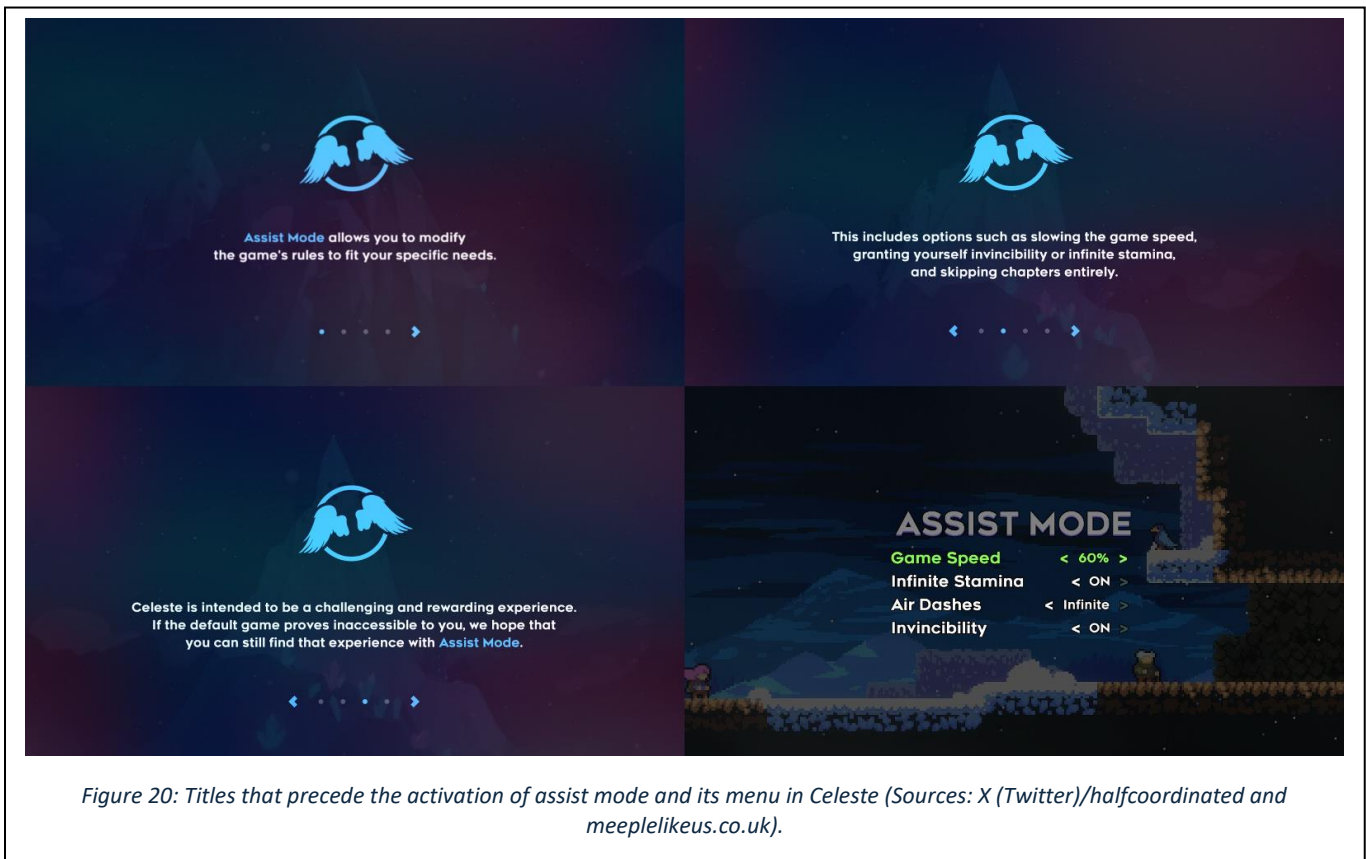 Assist Mode allows you to modify
the game's rules to fit your specific needs.
This includes options such as slowing the game speed,
granting yourself invincibility or infinite stamina,
and skipping chapters entirely.
Celeste is intended to be a challenging and rewarding experience.
If the default game proves inaccessible to you, we hope that
you can still find that experience with Assist Mode.
ASSIST MODE
Game Speed < 60% >
Infinite Stamina < ON >
Air Dashes < Infinite >
Invincibility < ON >
Figure 20: Titles that precede the activation of assist mode and its menu in Celeste (Sources: X (Twitter)/halfcoordinated and
meeplelikeus.co.uk).